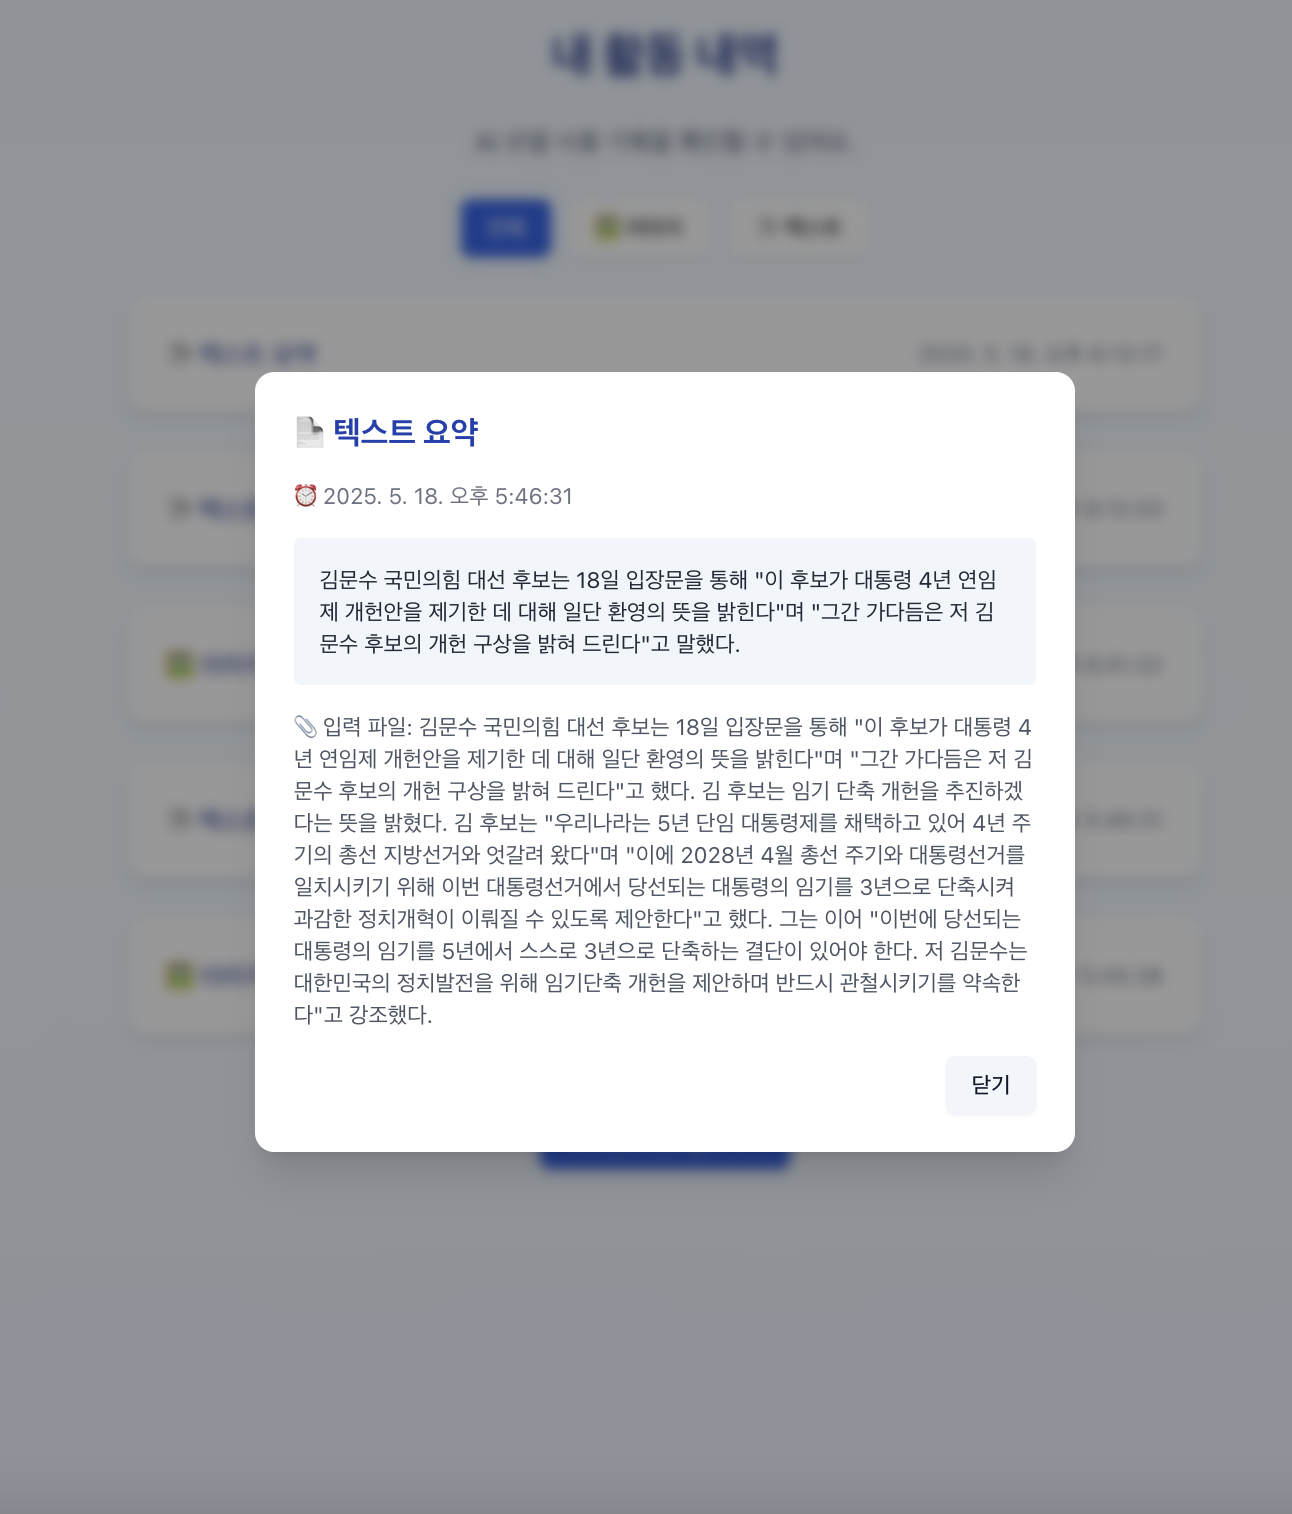 내 활동 내역
텍스트 요약
텍스트 요약
2025. 5. 18. 오후 5:46:31
김문수 국민의힘 대선 후보는 18일 입장문을 통해 "이 후보가 대통령 4년 연임
제 개헌안을 제기한 데 대해 일단 환영의 뜻을 밝힌다"며 "그간 가다듬은 저 김
문수 후보의 개헌 구상을 밝혀 드린다"고 말했다.
입력 파일: 김문수 국민의힘 대선 후보는 18일 입장문을 통해 "이 후보가 대통령 4
년 연임제 개헌안을 제기한 데 대해 일단 환영의 뜻을 밝힌다"며 "그간 가다듬은 저 김
문수 후보의 개헌 구상을 밝혀 드린다"고 했다. 김 후보는 임기 단축 개헌을 추진하겠
다는 뜻을 밝혔다. 김 후보는 "우리나라는 5년 단임 대통령제를 채택하고 있어 4년 주
기의 총선 지방선거와 엇갈려 왔다"며 "이에 2028년 4월 총선 주기와 대통령선거를
일치시키기 위해 이번 대통령선거에서 당선되는 대통령의 임기를 3년으로 단축시켜
과감한 정치개혁이 이뤄질 수 있도록 제안한다"고 했다. 그는 이어 "이번에 당선되는
대통령의 임기를 5년에서 스스로 3년으로 단축하는 결단이 있어야 한다. 저 김문수는
대한민국의 정치발전을 위해 임기단축 개헌을 제안하며 반드시 관철시키기를 약속한
다"고 강조했다.
닫기